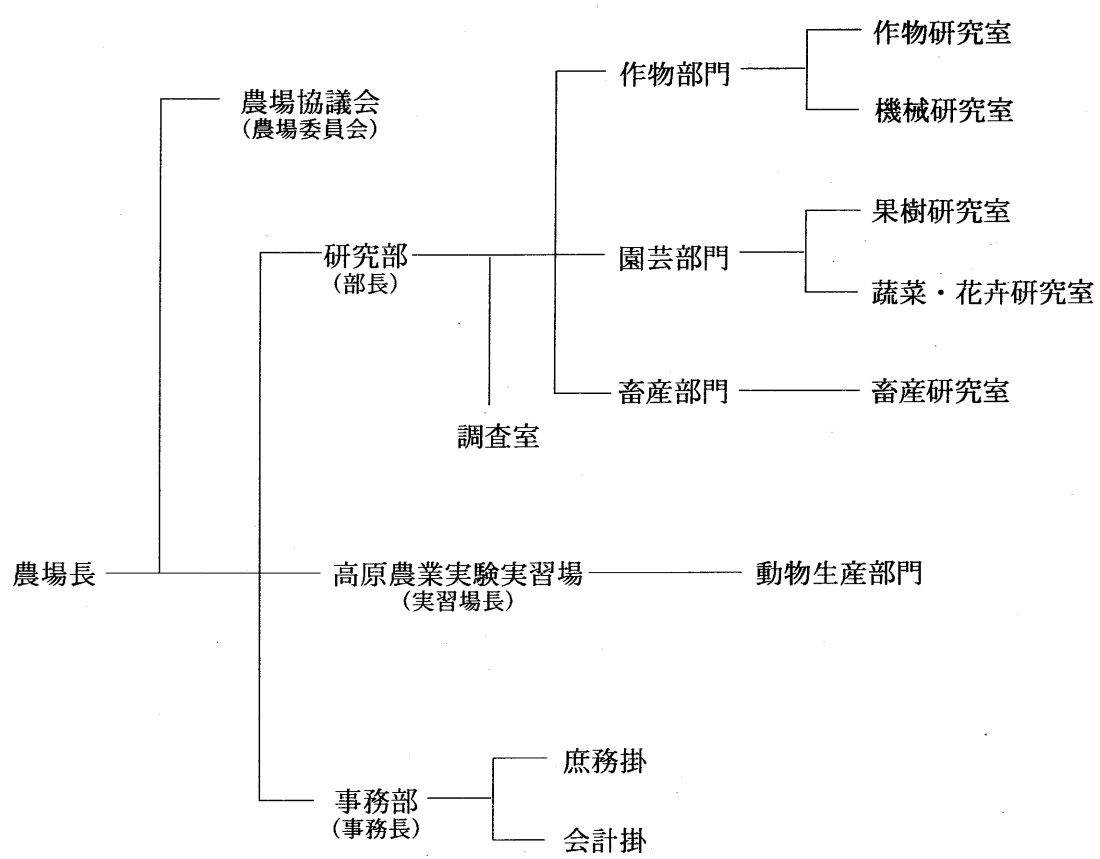 作物研究室
作物部門
農場協議会
(農場委員会)
機械研究室
果樹研究室
研究部
(部長)
園芸部門
蔬菜・花卉研究室
畜産部門
畜産研究室
調査室
農場長
高原農業実験実習場
(実習場長)
動物生産部門
庶務掛
事務部
(事務長)
会計掛